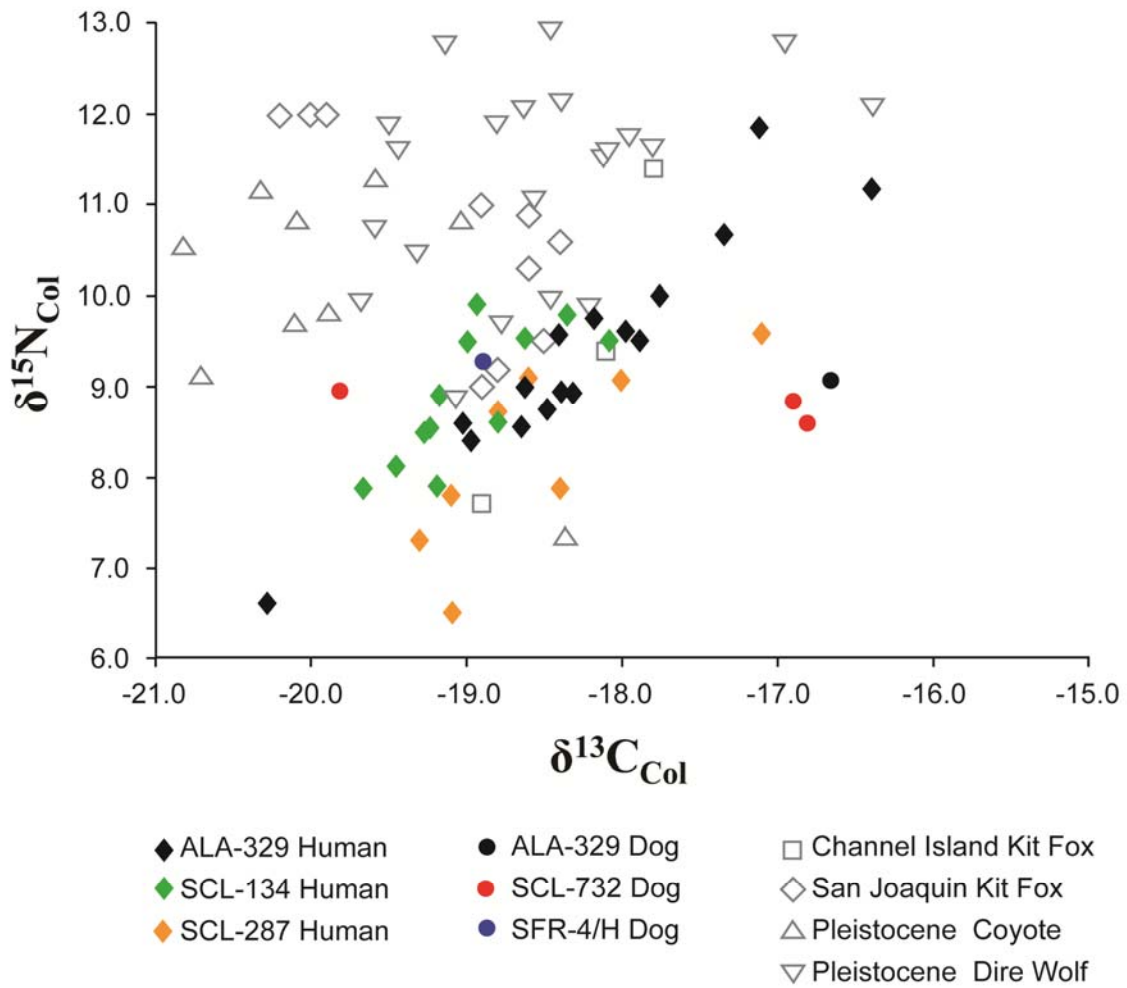 13.0
12.0
11.0
10.0
9.0
8.0
7.0
6.0
δ¹⁵N_Col
-21.0 -20.0 -19.0 -18.0 -17.0 -16.0 -15.0
δ¹³C_Col
ALA-329 Human ALA-329 Dog Channel Island Kit Fox
SCL-134 Human SCL-732 Dog San Joaquin Kit Fox
SCL-287 Human SFR-4/H Dog Pleistocene Coyote
Pleistocene Dire Wolf